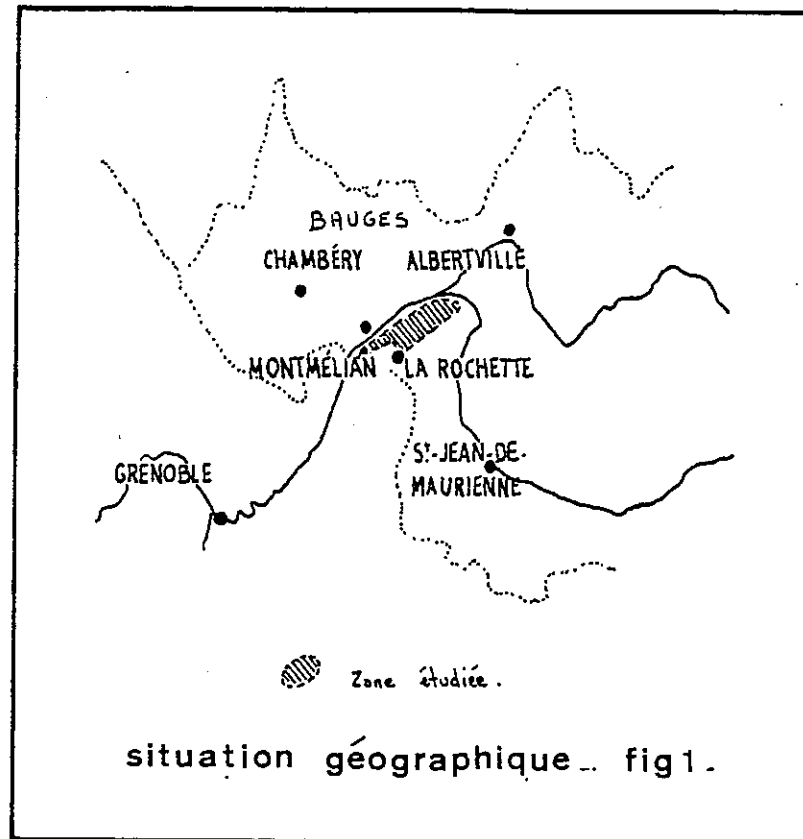 BAUGES
CHAMBÉRY ALBERTVILLE
MONTMÉLIAN LA ROCHETTE
GRENOBLE
St-JEAN-DE-
MAURIENNE
Zone étudiée.
situation géographique_ fig1.